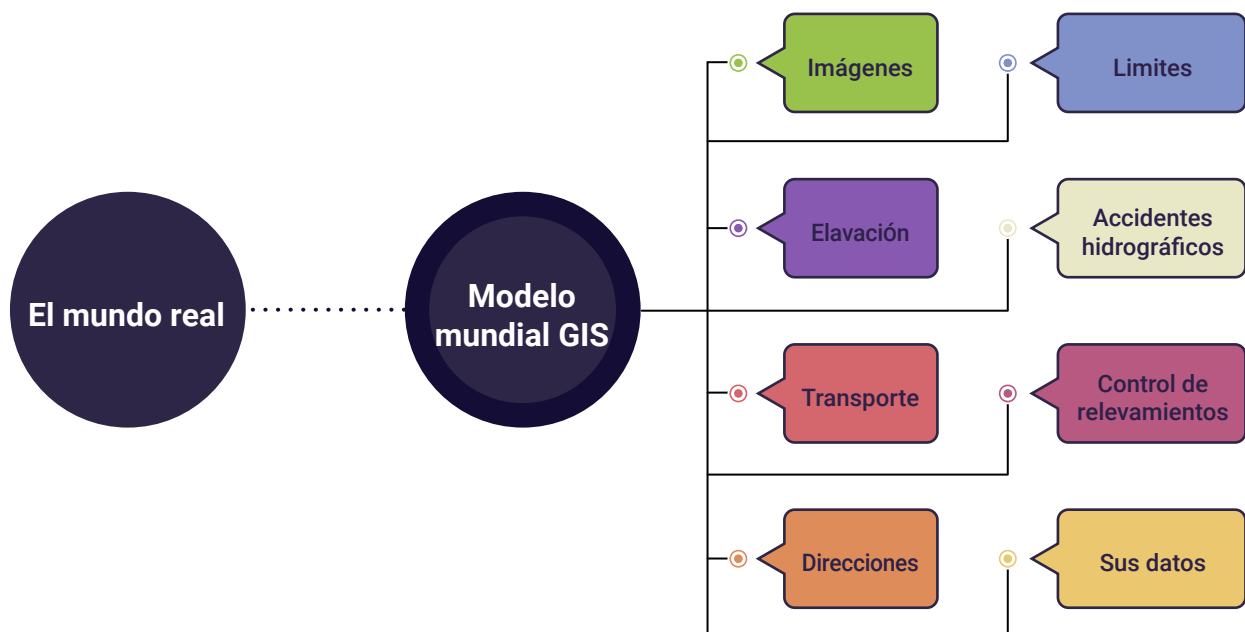 El mundo real
Modelo
mundial GIS
Imágenes
Limites
Elavación
Accidentes
hidrográficos
Transporte
Control de
relevamientos
Direcciones
Sus datos